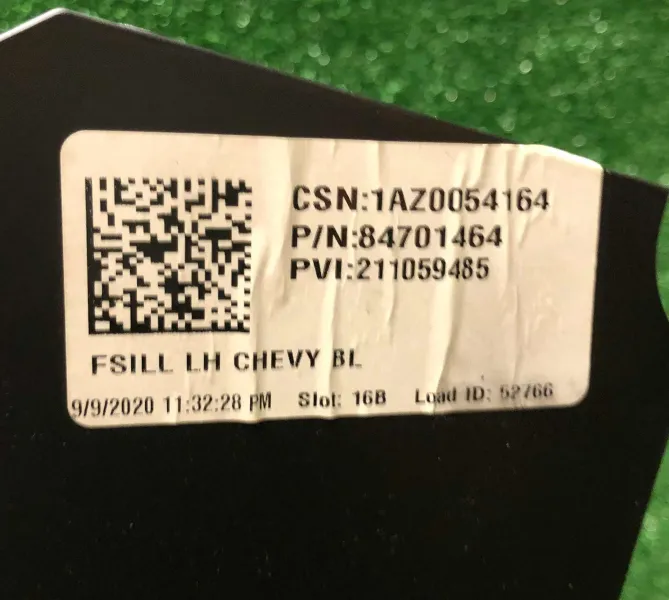 CSN:1AZ0054164
P/N:84701464
PVI:211059485
FSILL LH CHEVY BL
9/9/2020 11:32:28 PM Slot: 16B Load ID: 52766